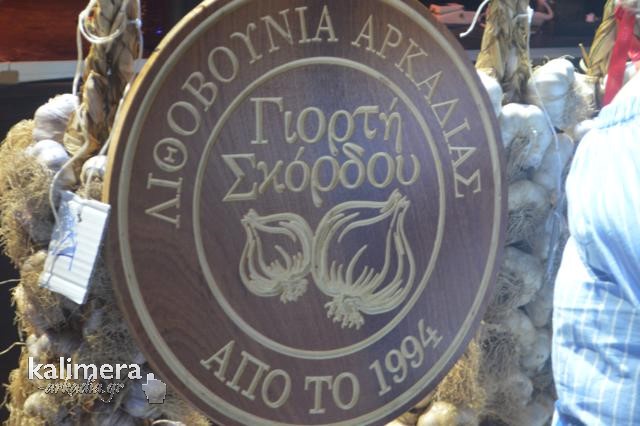 ΛΙΘΟΒΟΥΝΙΑ ΑΡΚΑΔΙΑΣ
Γιορτή
Σκόρδου
ΑΠΟ ΤΟ 1994
kalimera
arkadia.gr